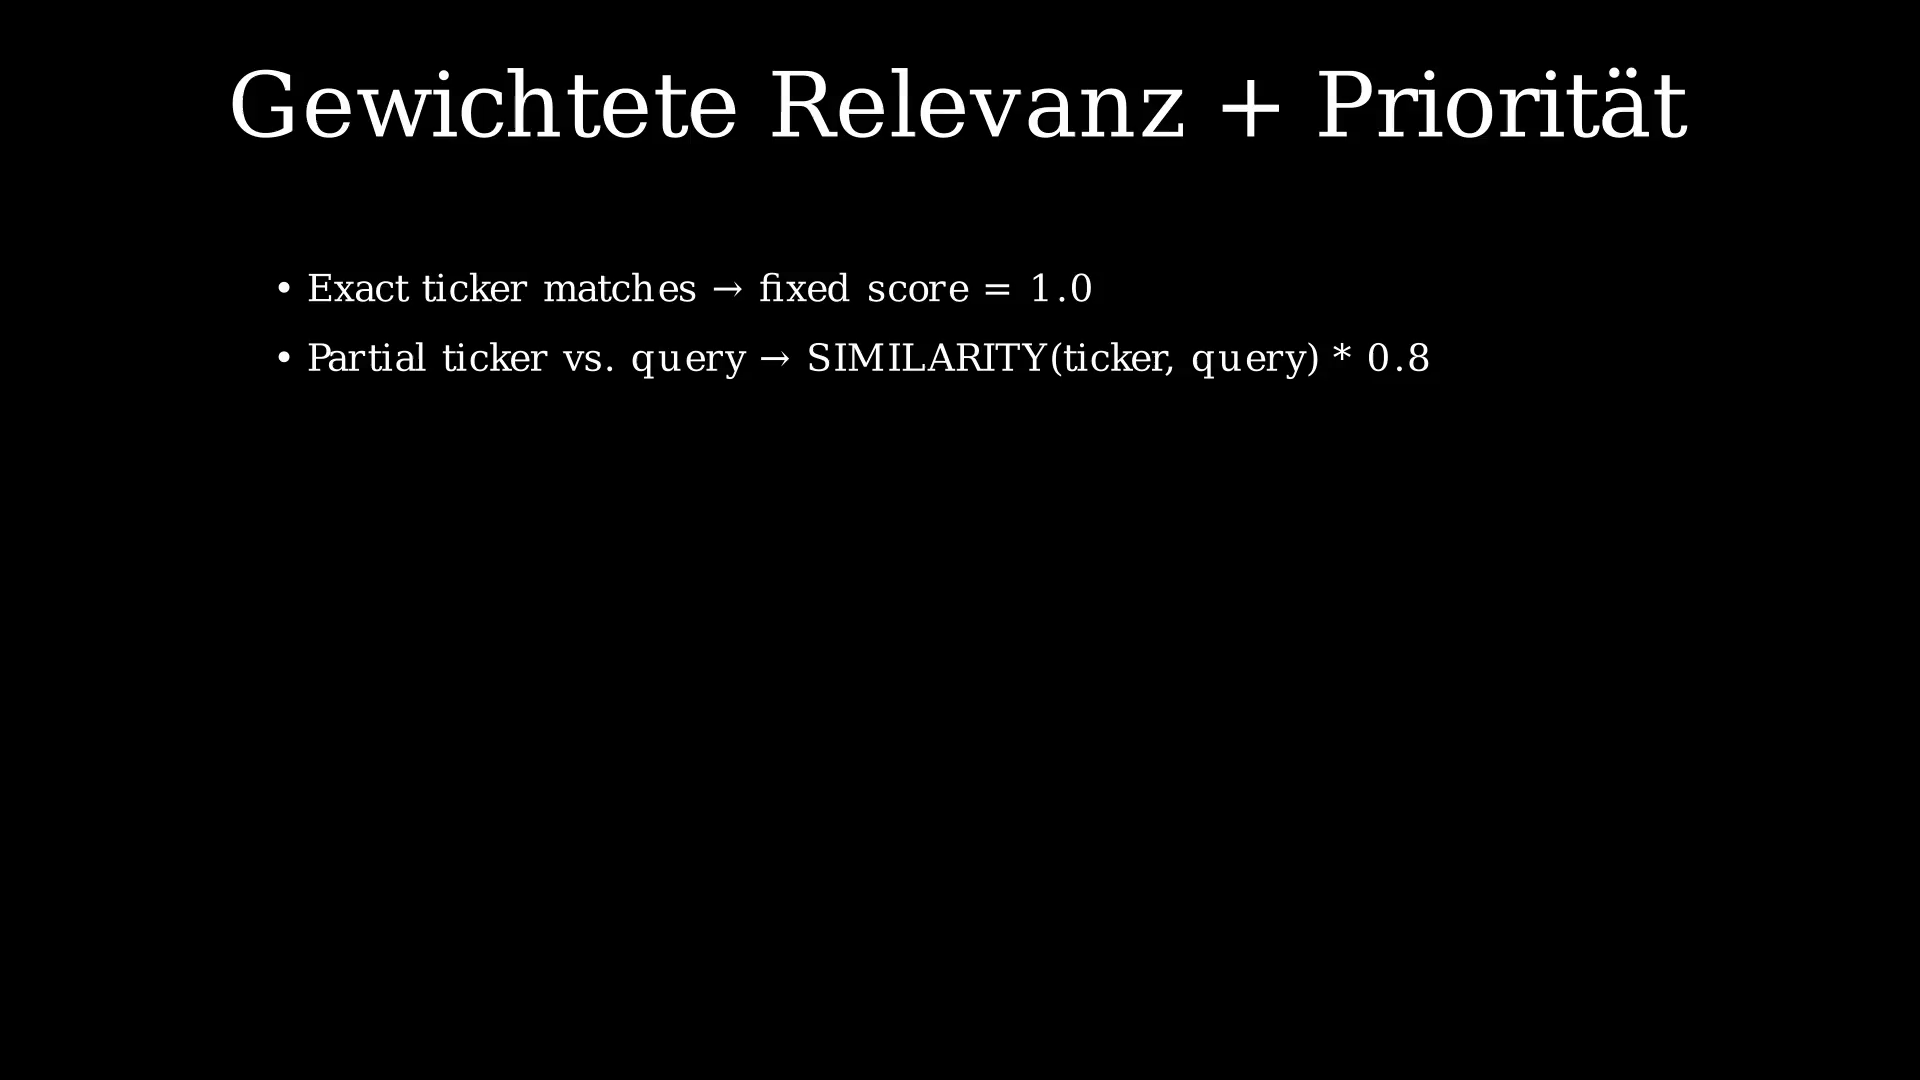 Gewichtete Relevanz + Priorität
• Exact ticker matches → fixed score = 1.0
• Partial ticker vs. query → SIMILARITY(ticker, query) * 0.8